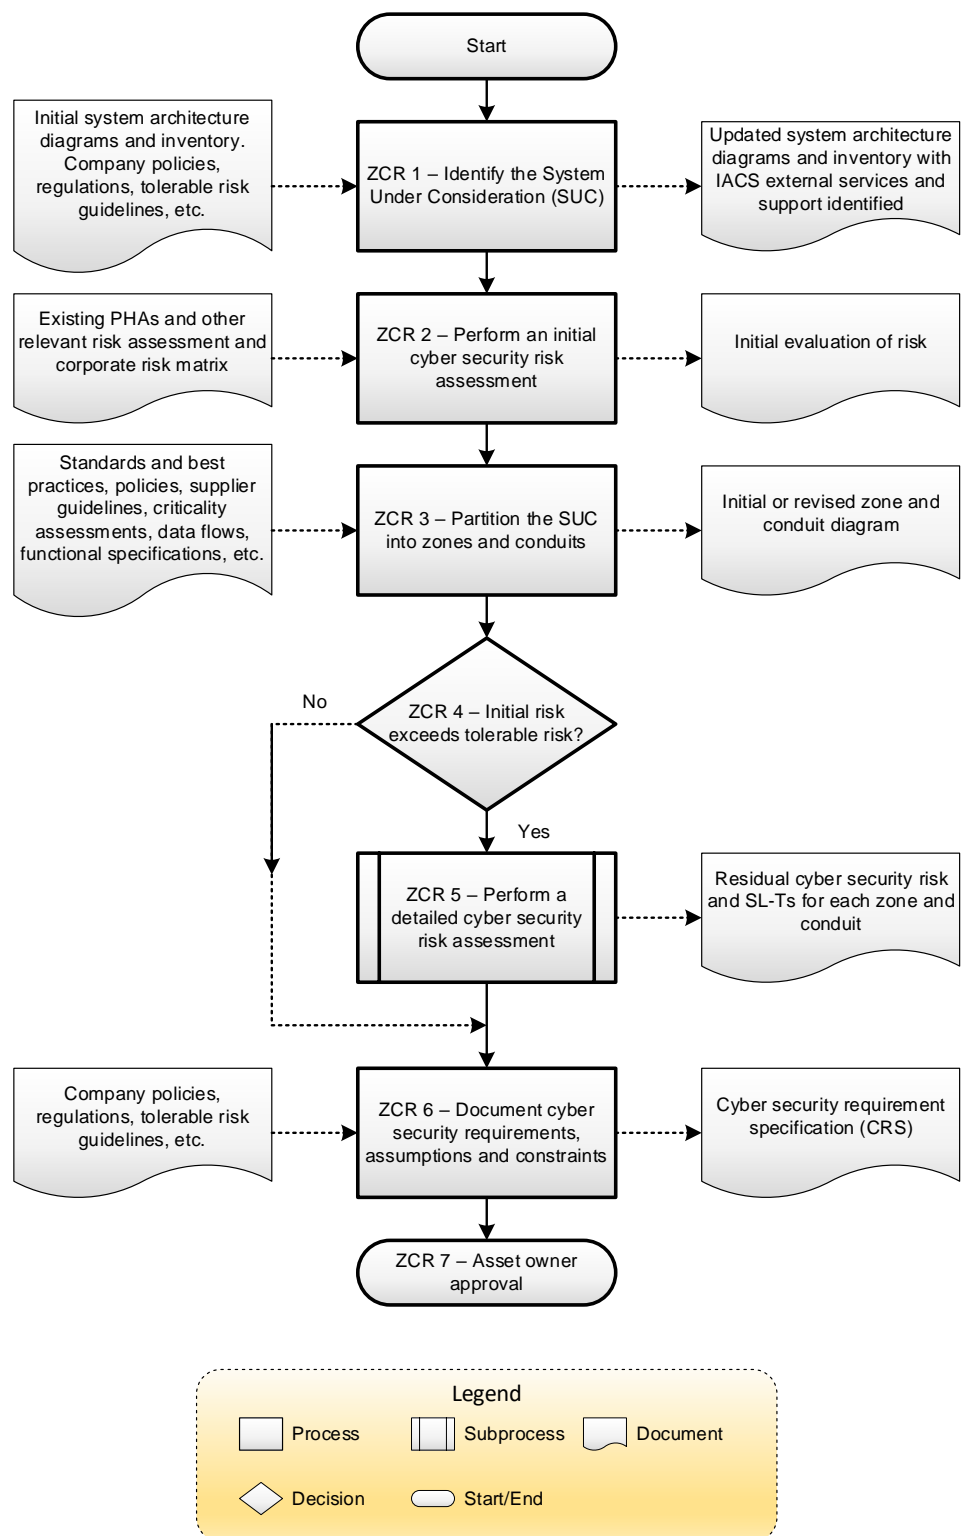 Start
Initial system architecture
diagrams and inventory.
Company policies,
regulations, tolerable risk
guidelines, etc.
ZCR 1 – Identify the System
Under Consideration (SUC)
Updated system architecture
diagrams and inventory with
IACS external services and
support identified
Existing PHAs and other
relevant risk assessment and
corporate risk matrix
ZCR 2 – Perform an initial
cyber security risk
assessment
Initial evaluation of risk
Standards and best
practices, policies, supplier
guidelines, criticality
assessments, data flows,
functional specifications, etc.
ZCR 3 – Partition the SUC
into zones and conduits
Initial or revised zone and
conduit diagram
No
ZCR 4 – Initial risk
exceeds tolerable risk?
Yes
ZCR 5 – Perform a
detailed cyber security
risk assessment
Residual cyber security risk
and SL-Ts for each zone and
conduit
Company policies,
regulations, tolerable risk
guidelines, etc.
ZCR 6 – Document cyber
security requirements,
assumptions and constraints
Cyber security requirement
specification (CRS)
ZCR 7 – Asset owner
approval
Legend
Process
Subprocess
Document
Decision
Start/End